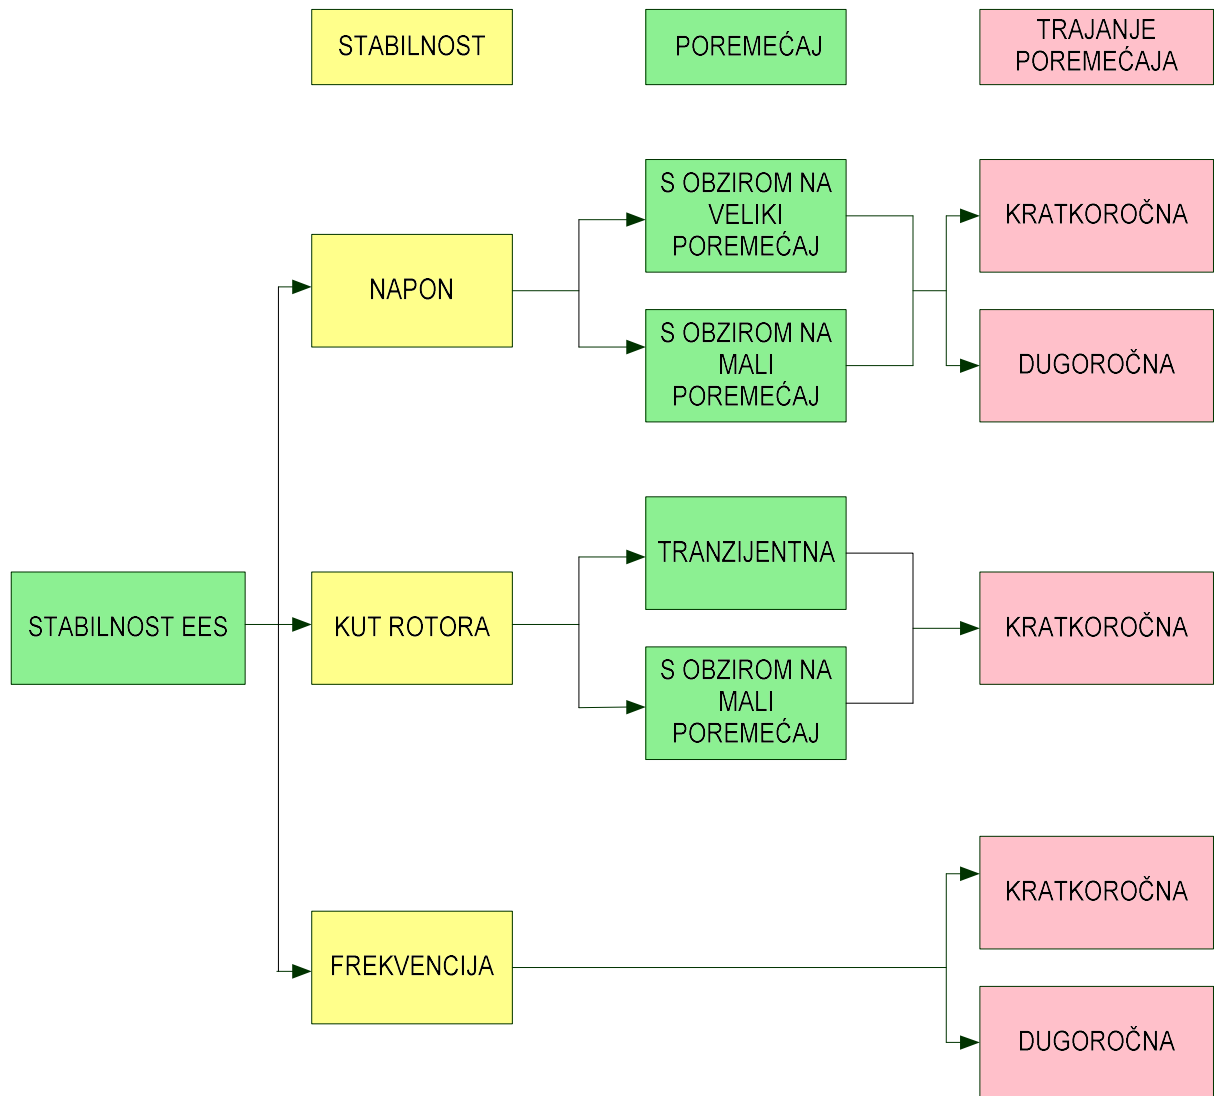 STABILNOST
POREMEĆAJ
TRAJANJE
POREMEĆAJA
S OBZIROM NA
VELIKI
POREMEĆAJ
KRATKOROČNA
NAPON
S OBZIROM NA
MALI
POREMEĆAJ
DUGOROČNA
TRANZIJENTNA
STABILNOST EES
KUT ROTORA
KRATKOROČNA
S OBZIROM NA
MALI
POREMEĆAJ
KRATKOROČNA
FREKVENCIJA
DUGOROČNA